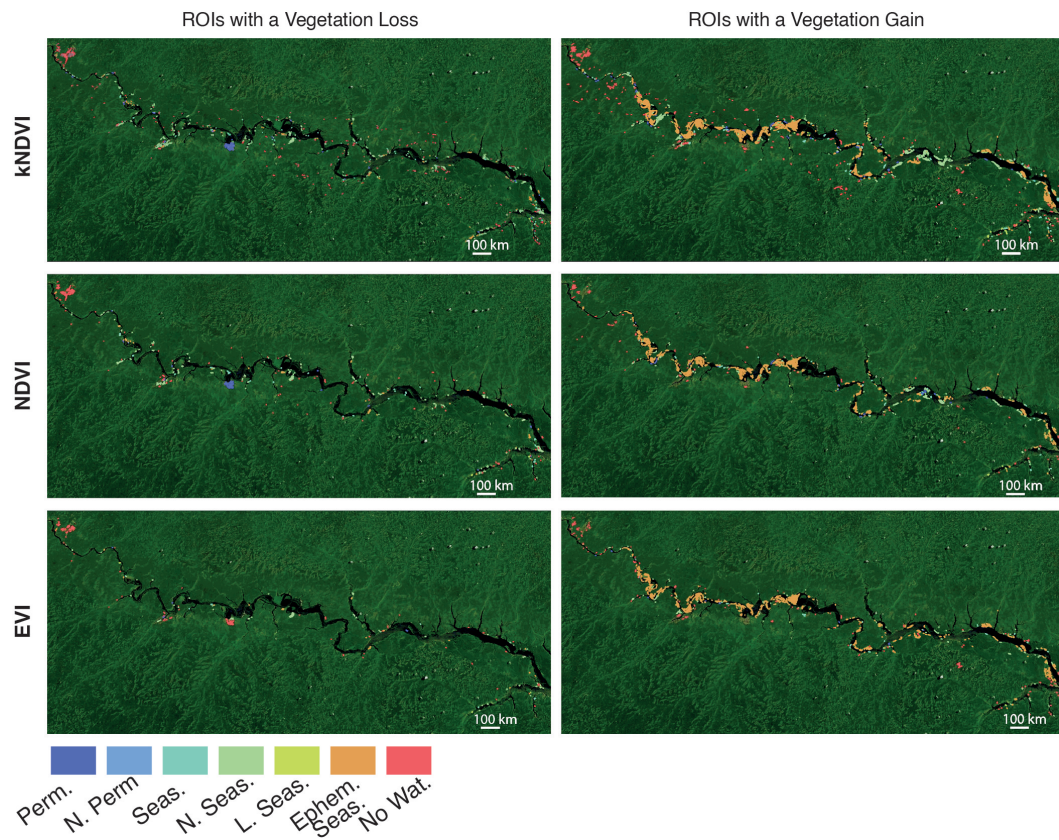 ROIs with a Vegetation Loss
ROIs with a Vegetation Gain
kNDVI
100 km
100 km
NDVI
100 km
100 km
EVI
100 km
100 km
Perm.
N. Perm
Seas.
N. Seas.
L. Seas.
Ephem.
Seas.
No Wat.